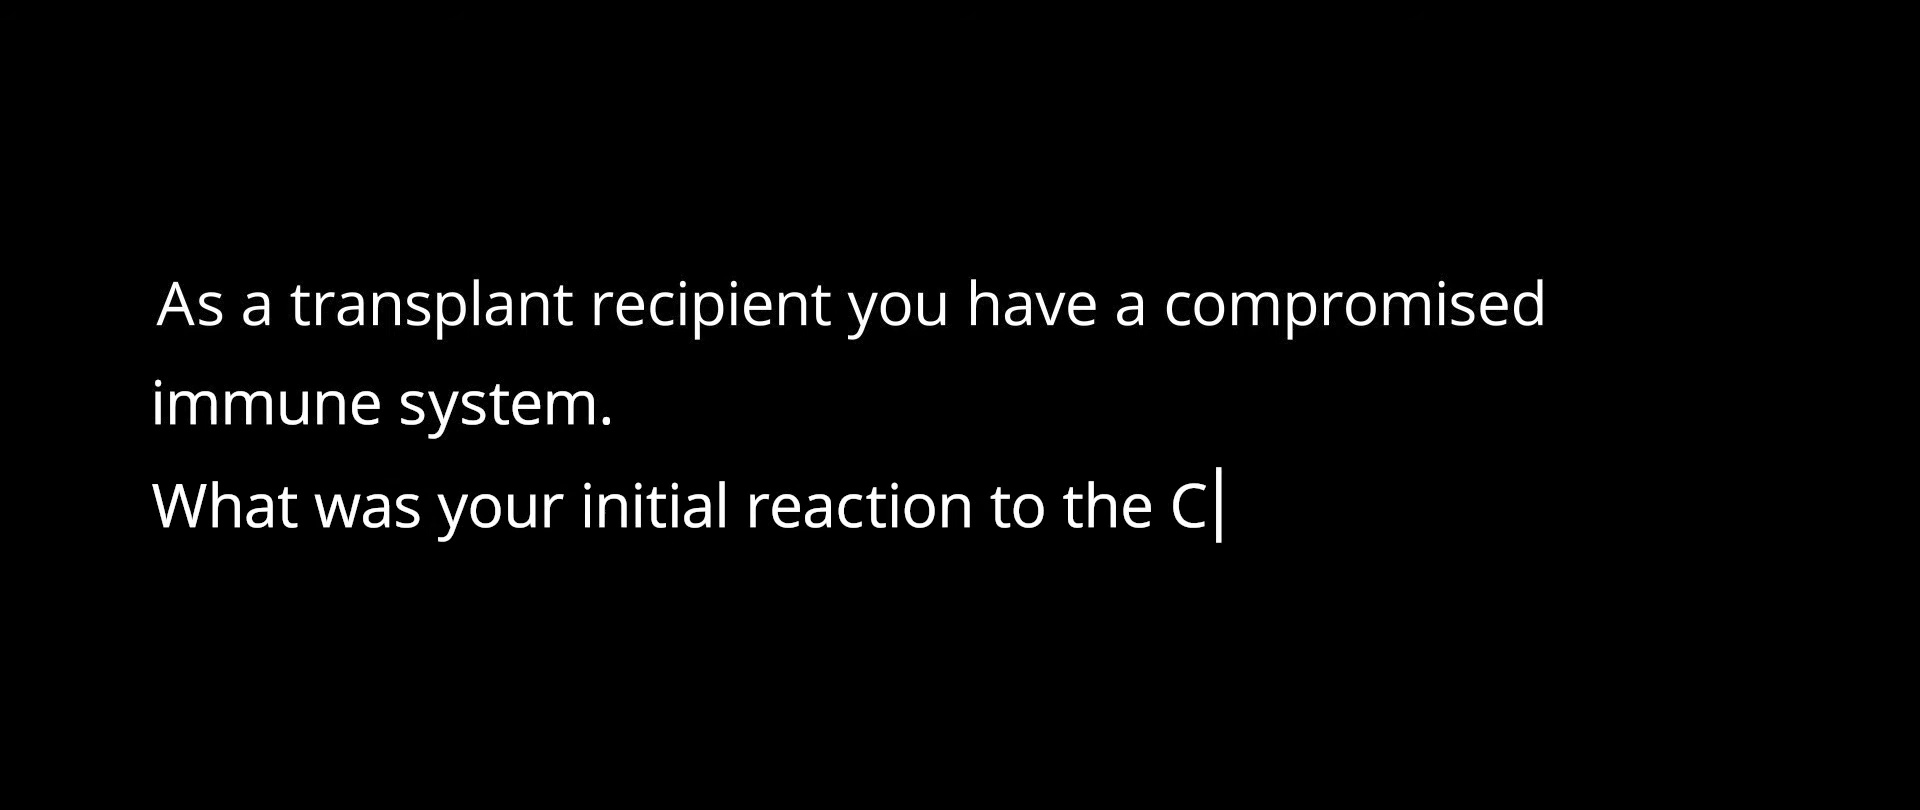 As a transplant recipient you have a compromised
immune system.
What was your initial reaction to the C